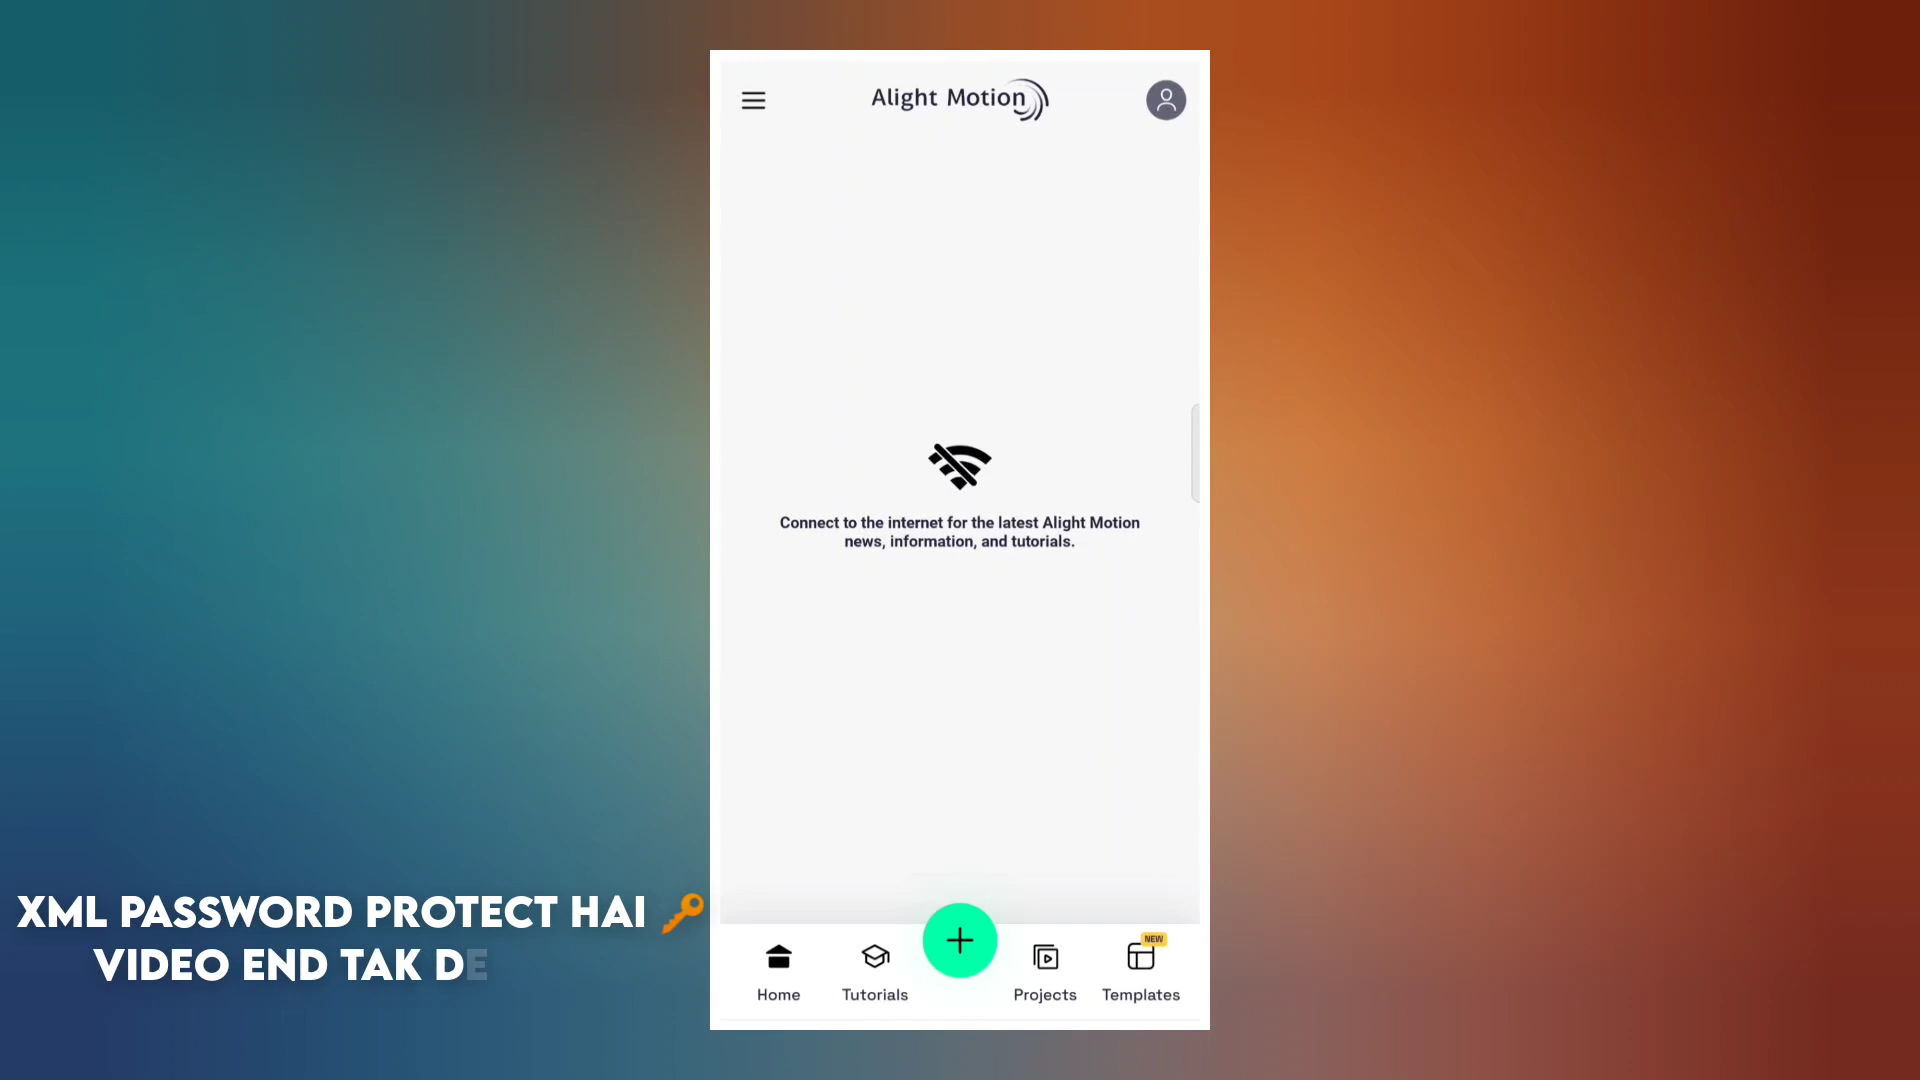 Alight Motion
Connect to the internet for the latest Alight Motion
news, information, and tutorials.
XML PASSWORD PROTECT HAI 🔑
VIDEO END TAK DE
NEW
Home
Tutorials
Projects
Templates